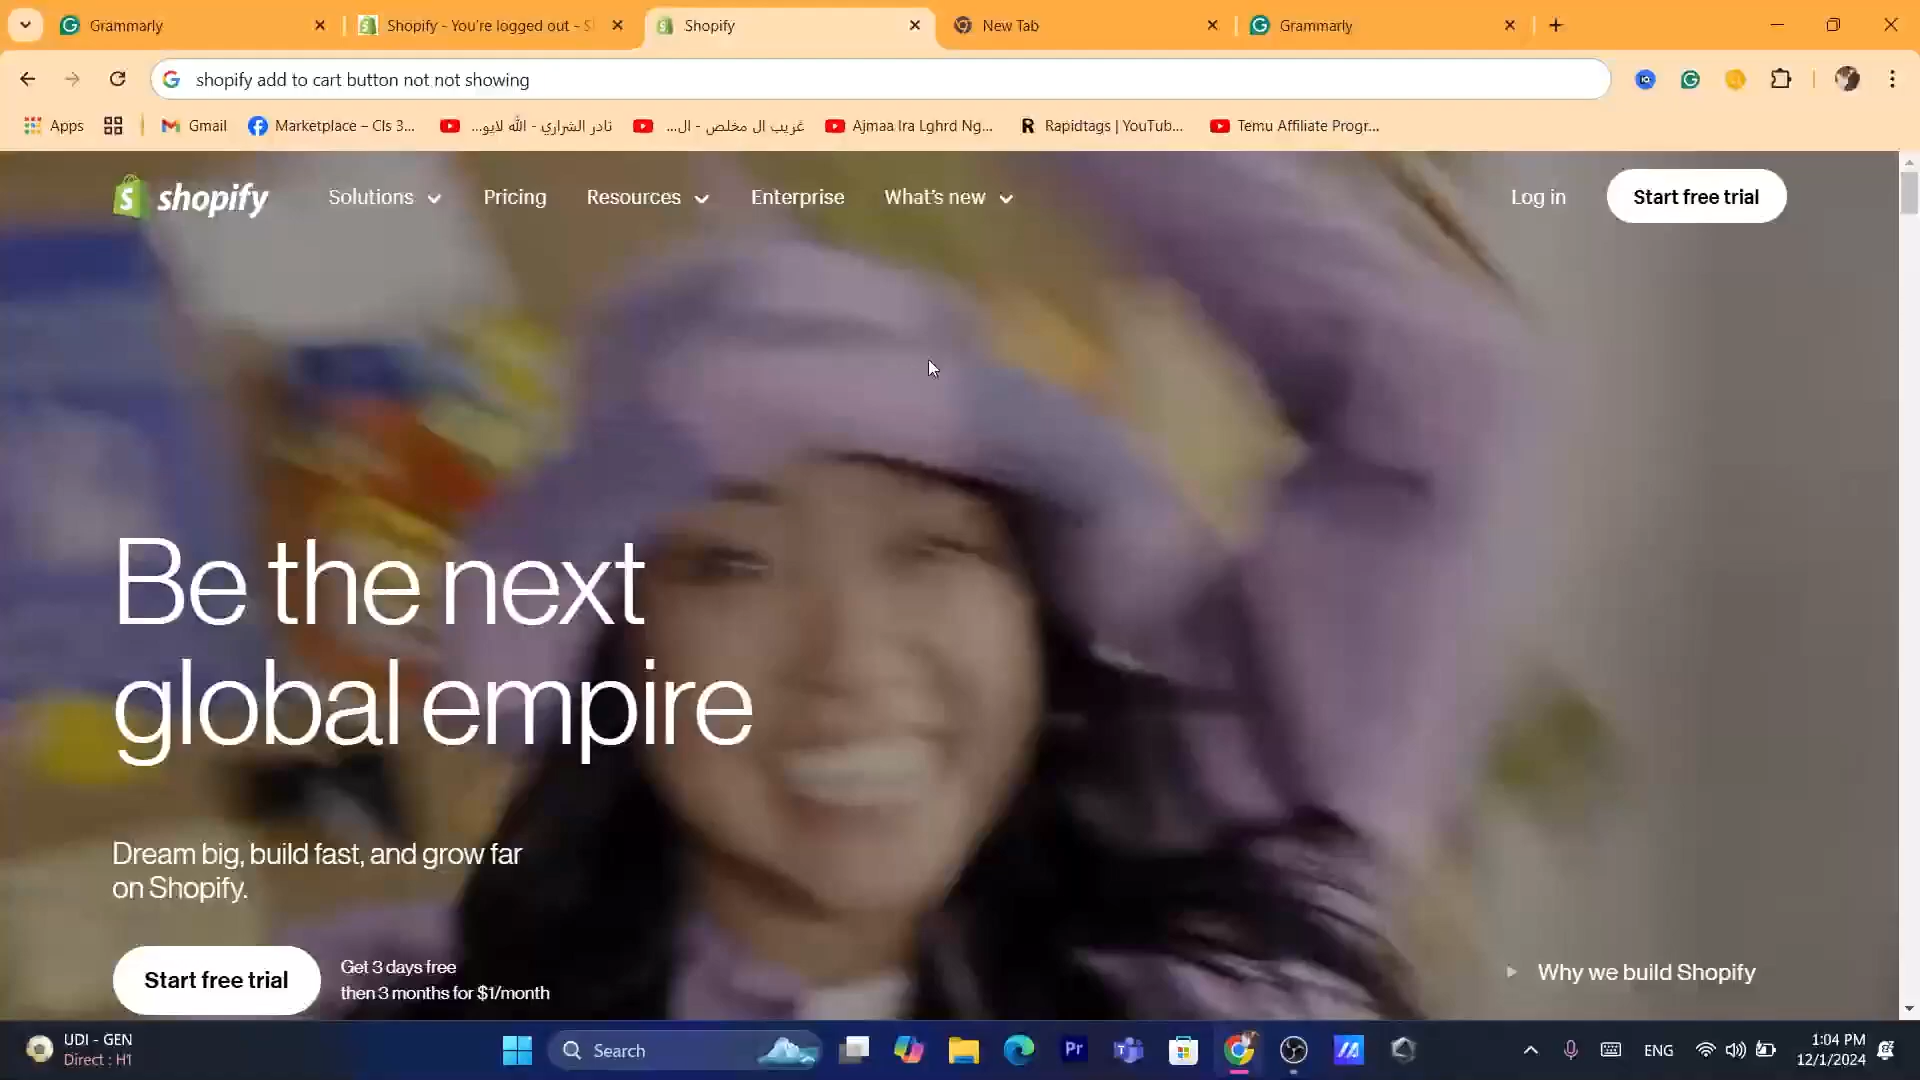 Grammarly
Shopify - You're logged out - S
Shopify
New Tab
Grammarly
shopify add to cart button not not showing
Apps
Gmail
Marketplace – Cls 3...
نادر الشراري - الله لايو...
غريب ال مخلص - ال...
Ajmaa Ira Lghrd Ng...
Rapidtags | YouTub...
Temu Affiliate Progr...
shopify
Solutions
Pricing
Resources
Enterprise
What's new
Log in
Start free trial
Be the next
global empire
Dream big, build fast, and grow far
on Shopify.
Start free trial
Get 3 days free
then 3 months for $1/month
Why we build Shopify
UDI - GEN
Direct : H1
Search
ENG
1:04 PM
12/1/2024